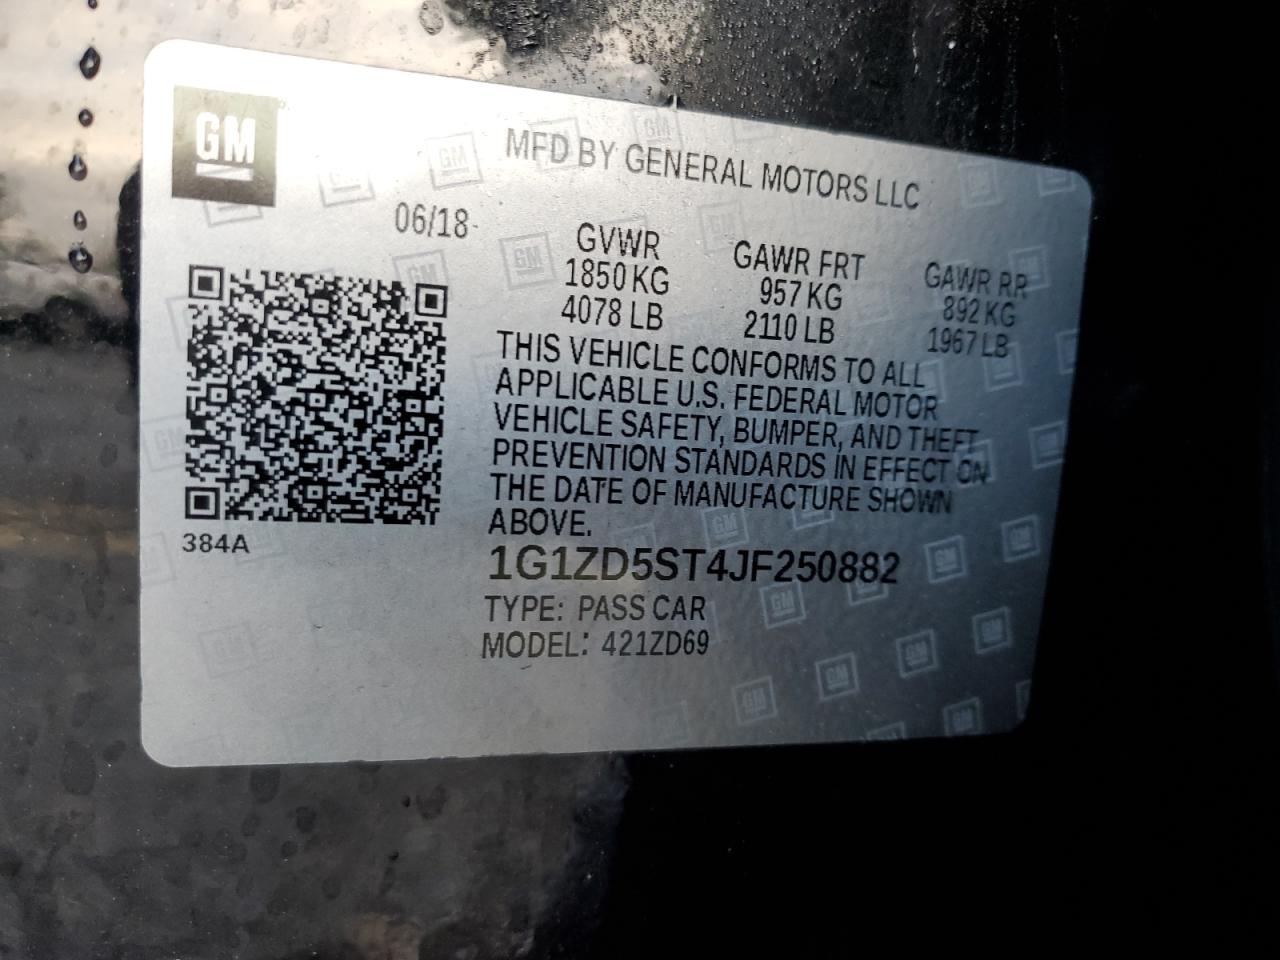 GM
MFD BY GENERAL MOTORS LLC
06/18
GVWR GAWR FRT GAWR RR
1850 KG 957 KG 892 KG
4078 LB 2110 LB 1967 LB
THIS VEHICLE CONFORMS TO ALL
APPLICABLE U.S. FEDERAL MOTOR
VEHICLE SAFETY, BUMPER, AND THEFT
PREVENTION STANDARDS IN EFFECT ON
THE DATE OF MANUFACTURE SHOWN
ABOVE.
384A
1G1ZD5ST4JF250882
TYPE: PASS CAR
MODEL: 421ZD69